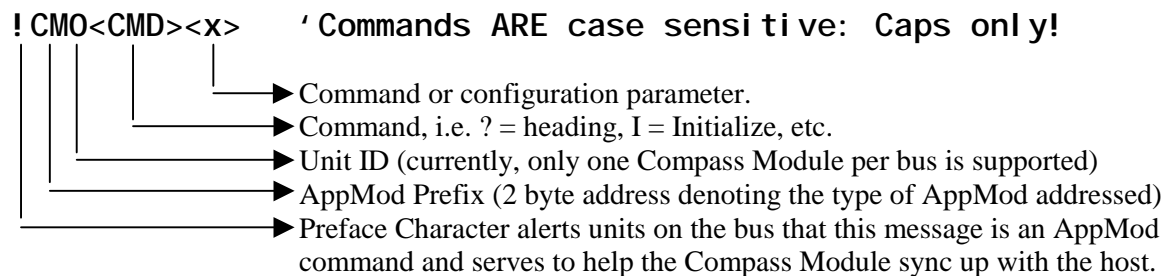 !CM0<CMD><x> 'Commands ARE case sensitive: Caps only!
Command or configuration parameter.
Command, i.e. ? = heading, I = Initialize, etc.
Unit ID (currently, only one Compass Module per bus is supported)
AppMod Prefix (2 byte address denoting the type of AppMod addressed)
Preface Character alerts units on the bus that this message is an AppMod
command and serves to help the Compass Module sync up with the host.